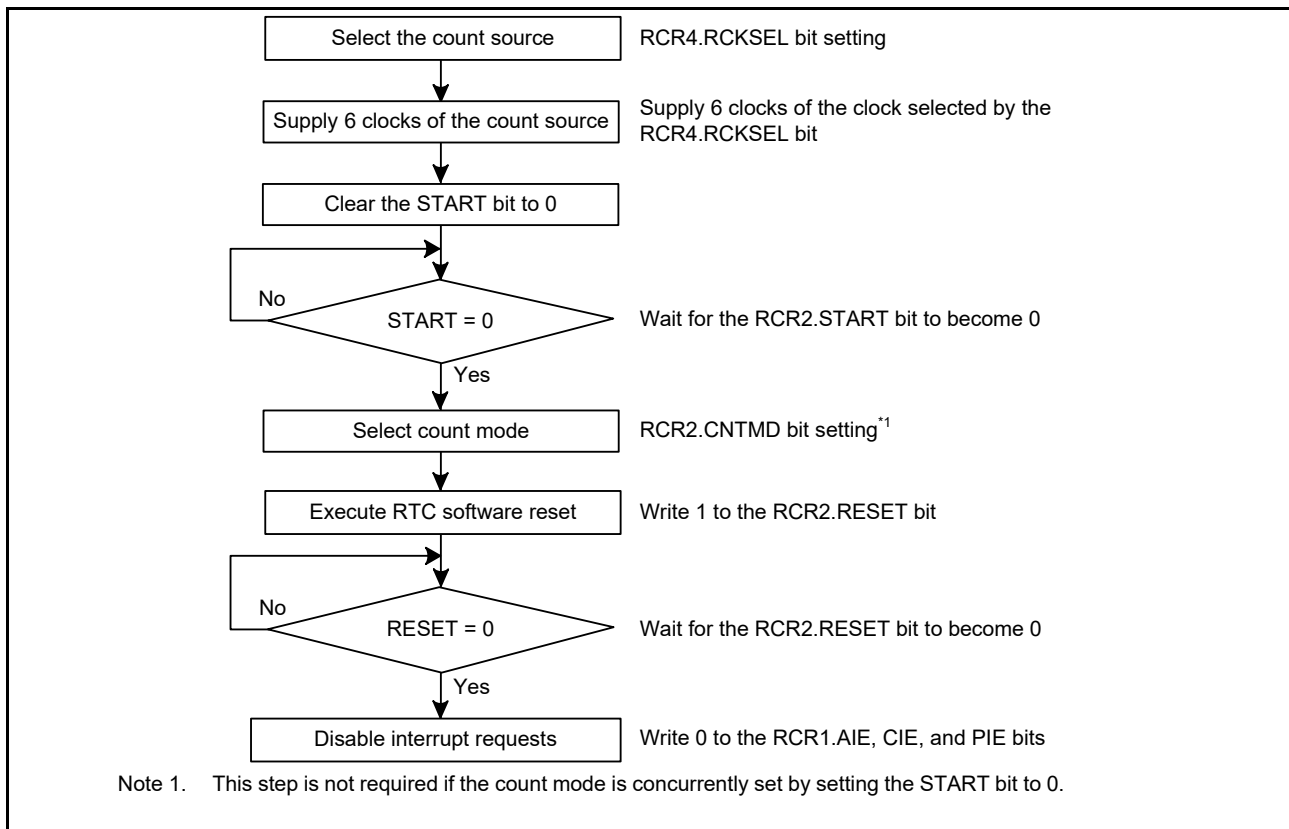 Select the count source
RCR4.RCKSEL bit setting
Supply 6 clocks of the count source
Supply 6 clocks of the clock selected by the
RCR4.RCKSEL bit
Clear the START bit to 0
No
START = 0
Wait for the RCR2.START bit to become 0
Yes
Select count mode
RCR2.CNTMD bit setting*1
Execute RTC software reset
Write 1 to the RCR2.RESET bit
No
RESET = 0
Wait for the RCR2.RESET bit to become 0
Yes
Disable interrupt requests
Write 0 to the RCR1.AIE, CIE, and PIE bits
Note 1. This step is not required if the count mode is concurrently set by setting the START bit to 0.